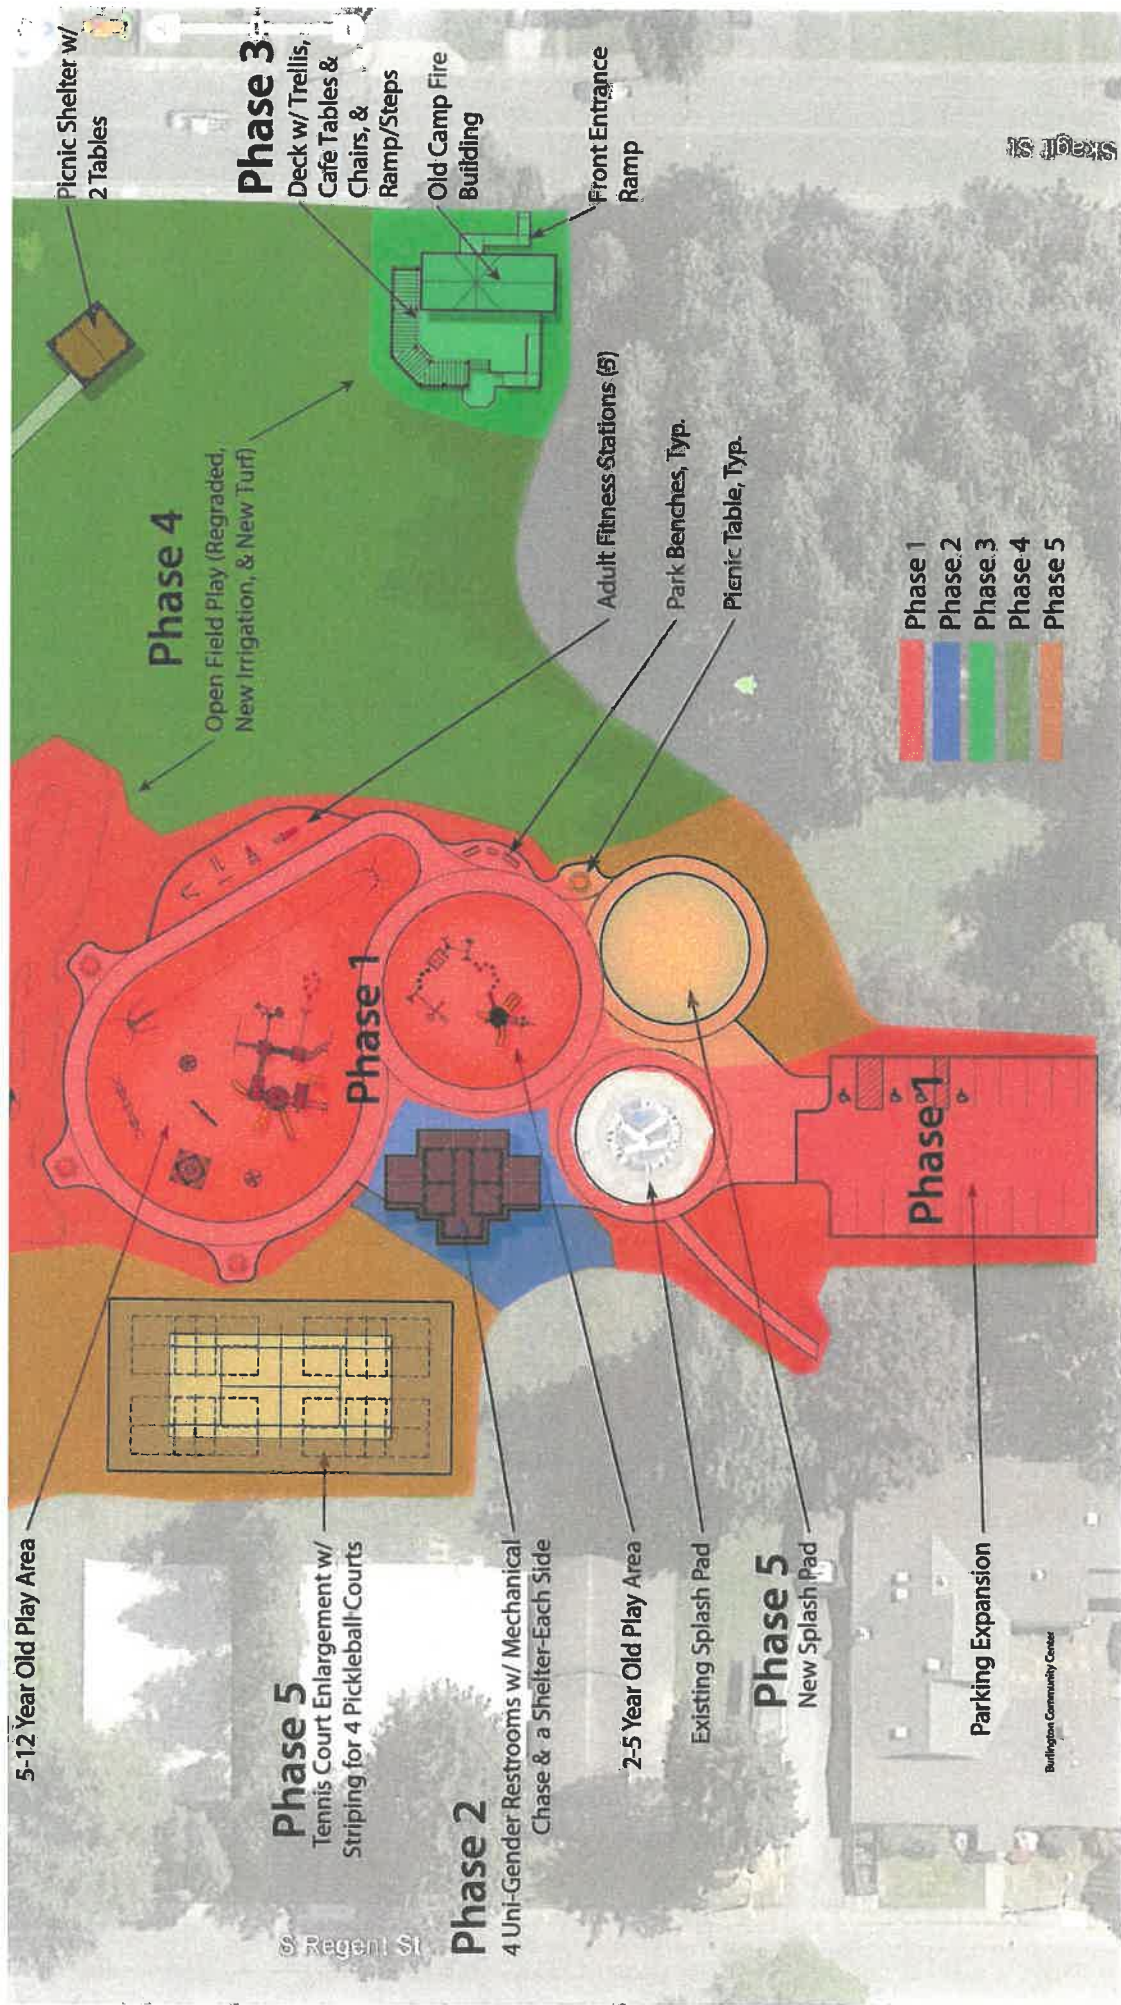 5-12 Year Old Play Area
Phase 5
Tennis Court Enlargement w/
Striping for 4 Pickleball Courts
S Regent St
Phase 2
4 Uni-Gender Restrooms w/ Mechanical
Chase & a Shelter-Each Side
2-5 Year Old Play Area
Existing Splash Pad
Phase 5
New Splash Pad
Parking Expansion
Burlington Community Center
Phase 1
K
Phase 1
Phase 4
Open Field Play (Regraded,
New Irrigation, & New Turf)
Adult Fitness Stations (5)
Park Benches, Typ.
Picnic Table, Typ.
Phase 1
Phase 2
Phase 3
Phase 4
Phase 5
Picnic Shelter w/
2 Tables
Phase 3
Deck w/ Trellis,
Cafe Tables &
Chairs, &
Ramp/Steps
Old Camp Fire
Building
Front Entrance
Ramp
Skagit St